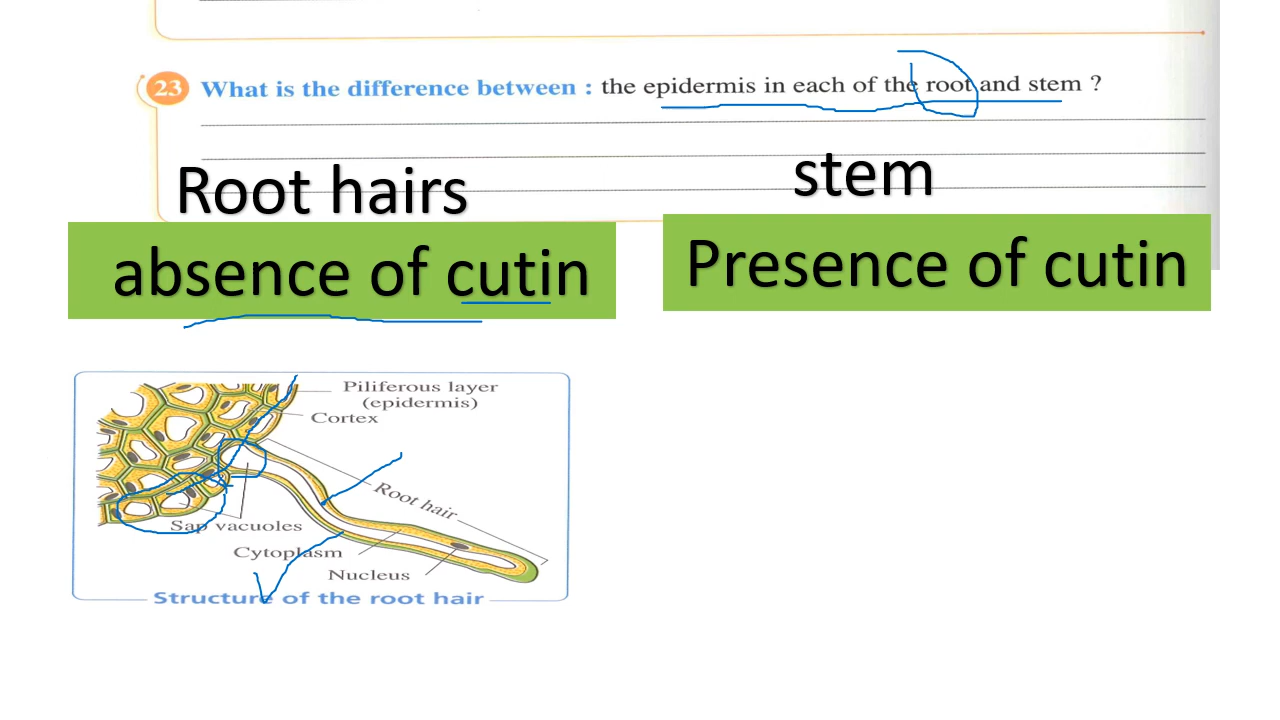 23 What is the difference between : the epidermis in each of the root and stem ?
Root hairs
stem
absence of cutin
Presence of cutin
Piliferous layer
(epidermis)
Cortex
Root hair
Sap vacuoles
Cytoplasm
Nucleus
Structure of the root hair